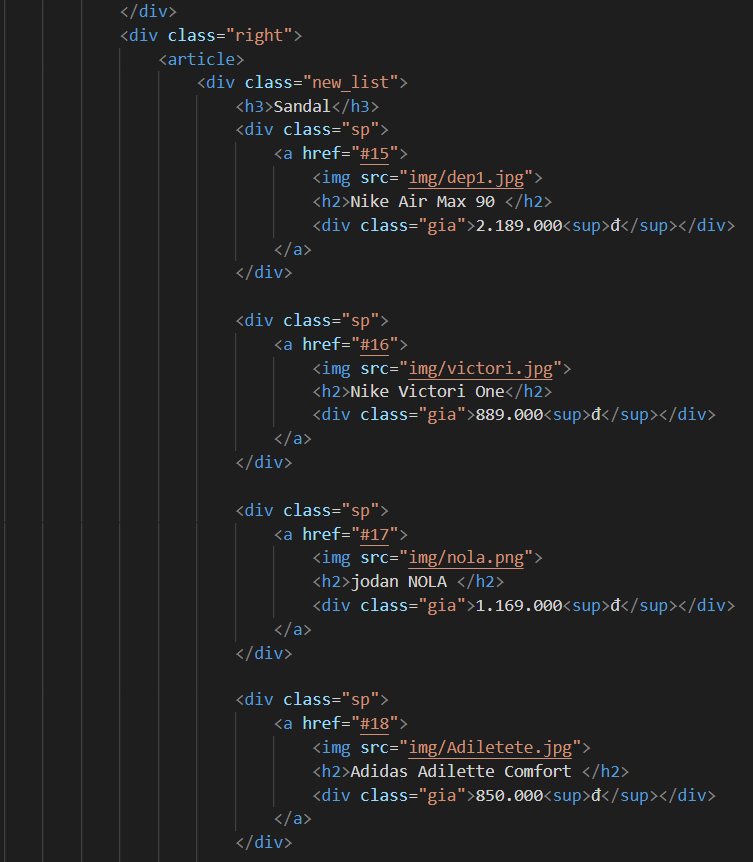 </div>
<div class="right">
<article>
<div class="new_list">
<h3>Sandal</h3>
<div class="sp">
<a href="#15">
<img src="img/dep1.jpg">
<h2>Nike Air Max 90 </h2>
<div class="gia">2.189.000<sup>đ</sup></div>
</a>
</div>
<div class="sp">
<a href="#16">
<img src="img/victori.jpg">
<h2>Nike Victori One</h2>
<div class="gia">889.000<sup>đ</sup></div>
</a>
</div>
<div class="sp">
<a href="#17">
<img src="img/nola.png">
<h2>jodan NOLA </h2>
<div class="gia">1.169.000<sup>đ</sup></div>
</a>
</div>
<div class="sp">
<a href="#18">
<img src="img/Adiletete.jpg">
<h2>Adidas Adilette Comfort </h2>
<div class="gia">850.000<sup>đ</sup></div>
</a>
</div>